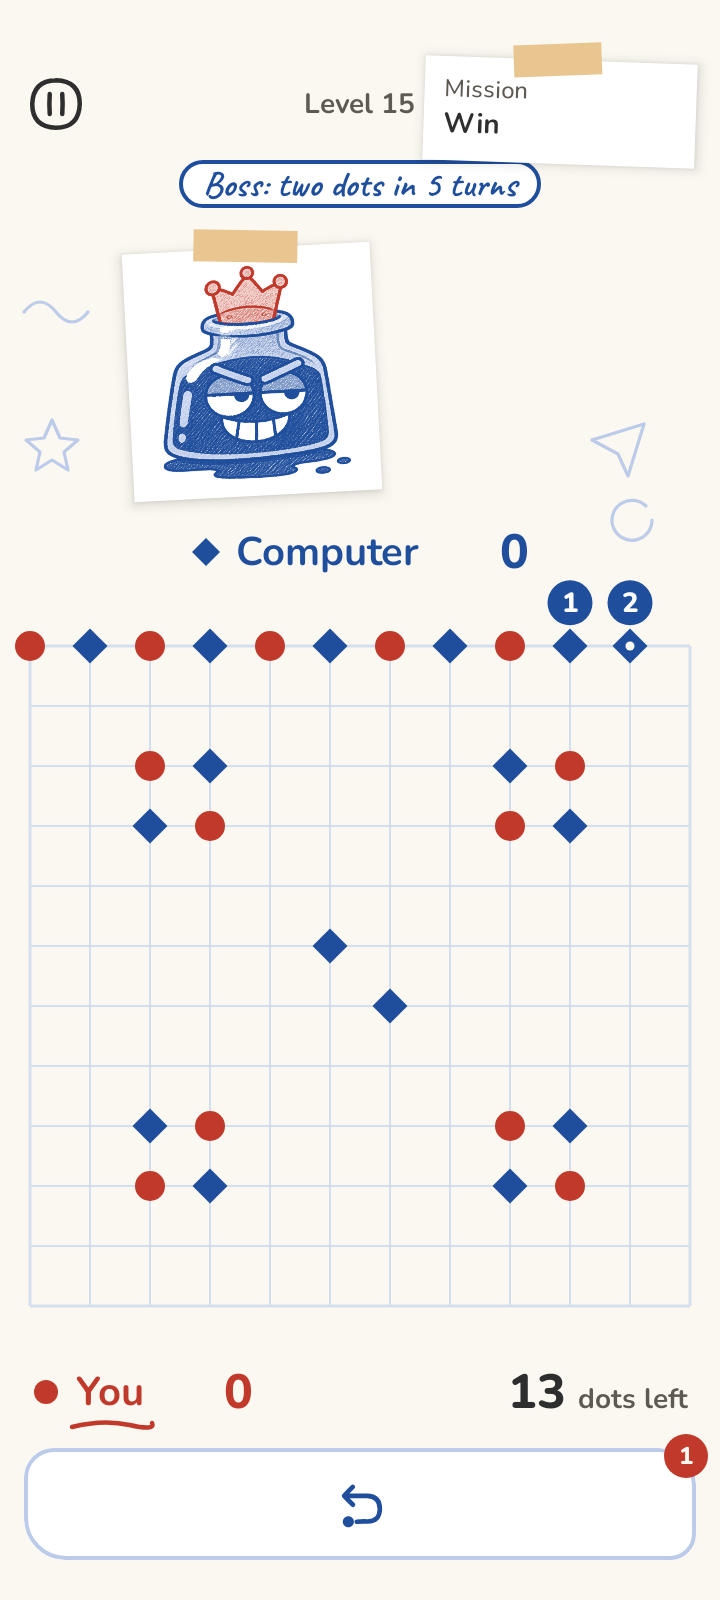 Level 15
Mission
Win
Boss: two dots in 5 turns
Computer 0
1 2
You 0
13 dots left
1